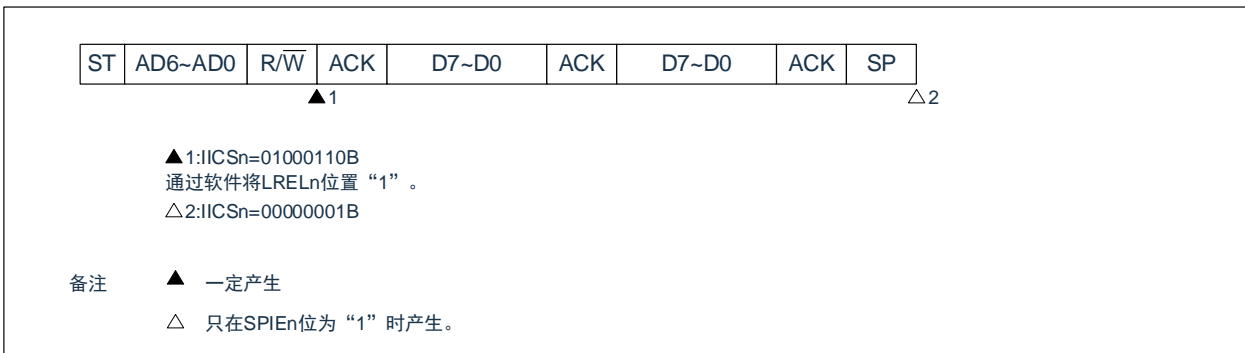 ST AD6~AD0 R/W̅ ACK D7~D0 ACK D7~D0 ACK SP
▲1 △2
▲1:IICSn=01000110B
通过软件将LRELn位置“1”。
△2:IICSn=00000001B
备注 ▲ 一定产生
△ 只在SPIEn位为“1”时产生。